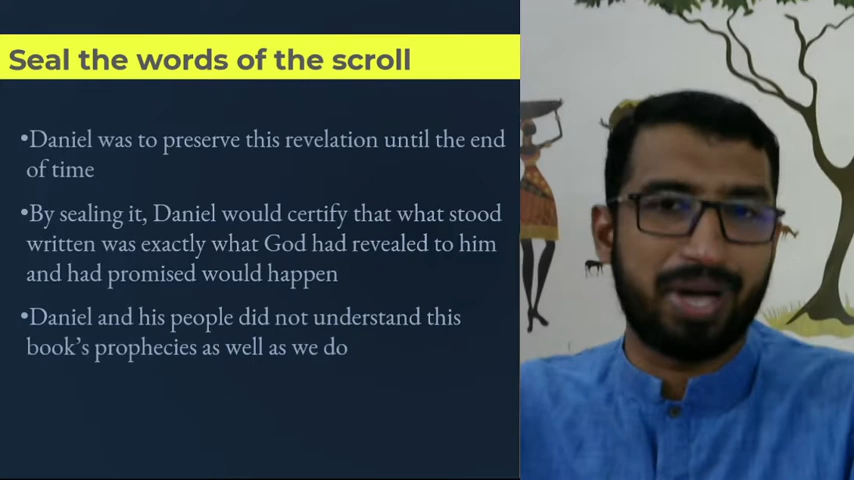 Seal the words of the scroll
•Daniel was to preserve this revelation until the end
of time
•By sealing it, Daniel would certify that what stood
written was exactly what God had revealed to him
and had promised would happen
•Daniel and his people did not understand this
book’s prophecies as well as we do